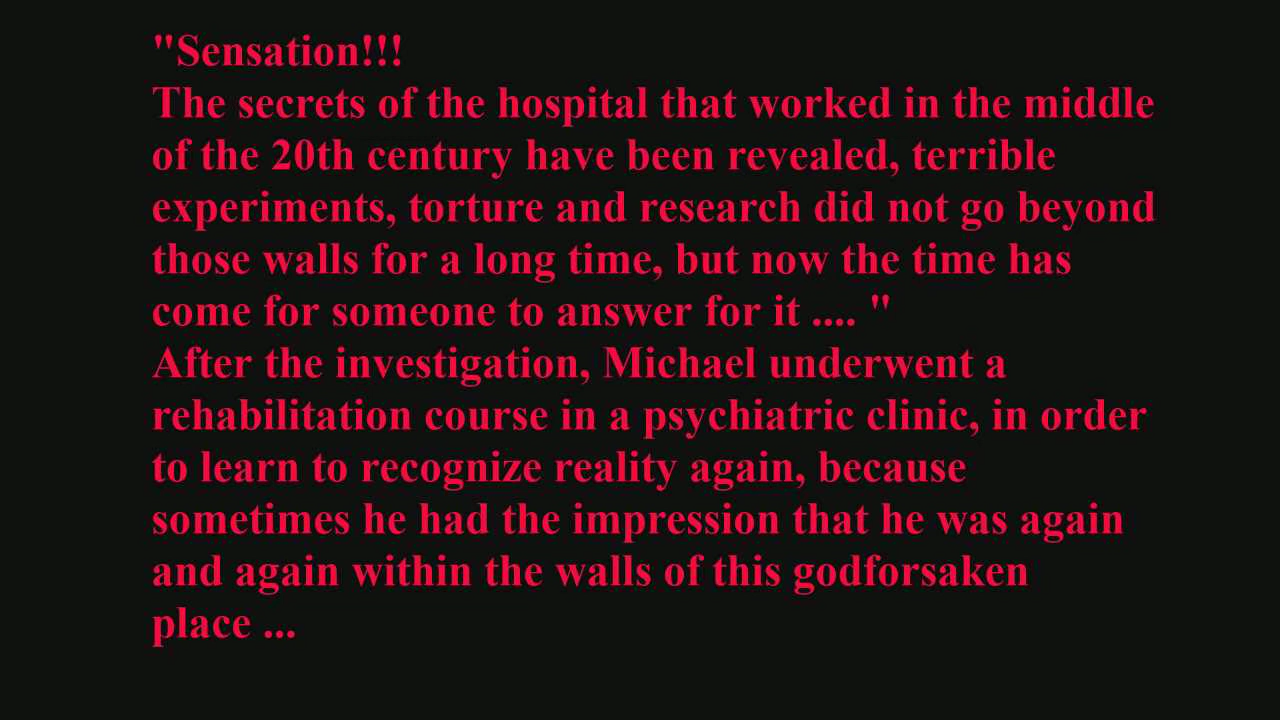 "Sensation!!!
The secrets of the hospital that worked in the middle
of the 20th century have been revealed, terrible
experiments, torture and research did not go beyond
those walls for a long time, but now the time has
come for someone to answer for it .... "
After the investigation, Michael underwent a
rehabilitation course in a psychiatric clinic, in order
to learn to recognize reality again, because
sometimes he had the impression that he was again
and again within the walls of this godforsaken
place ...